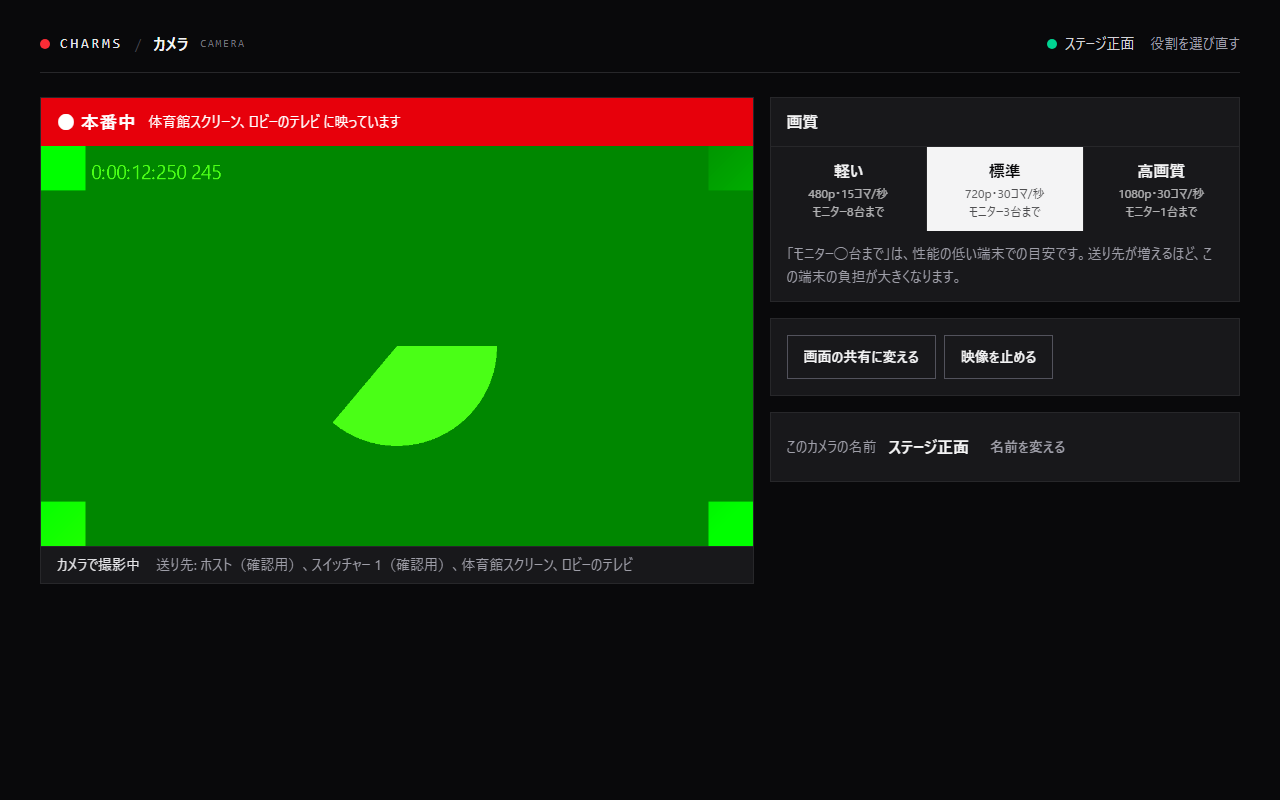 CHARMS / カメラ CAMERA
ステージ正面 役割を選び直す
本番中 体育館スクリーン、ロビーのテレビ に映っています
0:00:12:250 245
カメラで撮影中 送り先: ホスト（確認用）、スイッチャー 1（確認用）、体育館スクリーン、ロビーのテレビ
画質
軽い
480p・15コマ/秒
モニター8台まで
標準
720p・30コマ/秒
モニター3台まで
高画質
1080p・30コマ/秒
モニター1台まで
「モニター◯台まで」は、性能の低い端末での目安です。送り先が増えるほど、こ
の端末の負担が大きくなります。
画面の共有に変える 映像を止める
このカメラの名前 ステージ正面 名前を変える